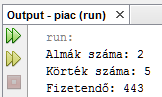 Output - piac (run)
run:
Almák száma: 2
Körték száma: 5
Fizetendő: 443